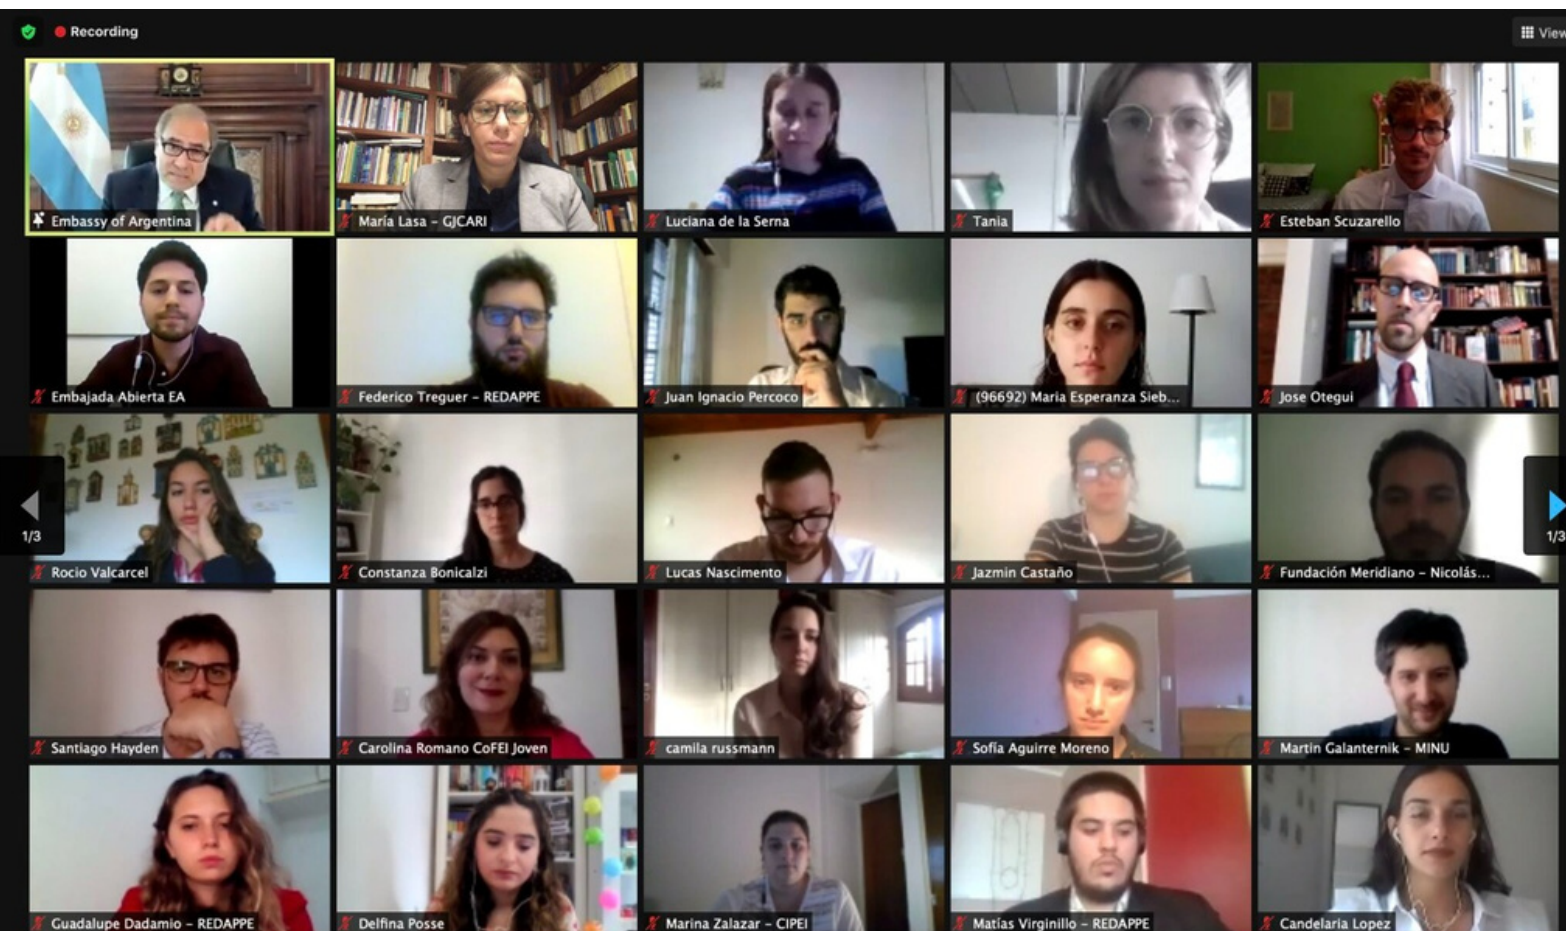 Recording
View
Embassy of Argentina
María Lasa – GJCARI
Luciana de la Serna
Tania
Esteban Scuzarello
Embajada Abierta EA
Federico Treguer – REDAPPE
Juan Ignacio Percoco
(96692) Maria Esperanza Sieb...
Jose Otegui
1/3
1/3
Rocio Valcarcel
Constanza Bonicalzi
Lucas Nascimento
Jazmin Castaño
Fundación Meridiano – Nicolás...
Santiago Hayden
Carolina Romano CoFEI Joven
camila russmann
Sofía Aguirre Moreno
Martin Galanternik – MINU
Guadalupe Dadamio – REDAPPE
Delfina Posse
Marina Zalazar – CIPEI
Matías Virginillo – REDAPPE
Candelaria Lopez